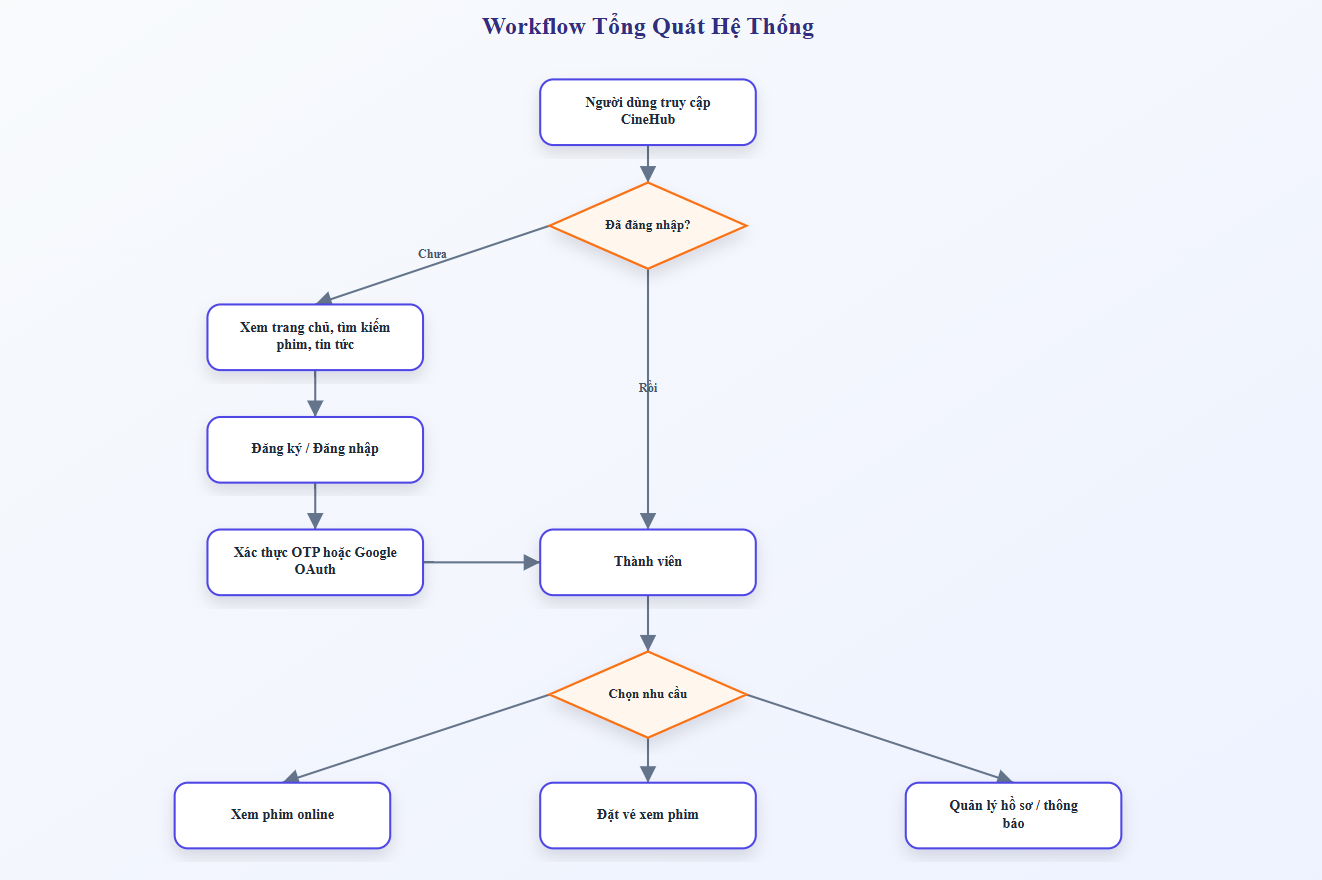 Workflow Tổng Quát Hệ Thống
Người dùng truy cập
CineHub
Đã đăng nhập?
Chưa
Xem trang chủ, tìm kiếm
phim, tin tức
Rồi
Đăng ký / Đăng nhập
Xác thực OTP hoặc Google
OAuth
Thành viên
Chọn nhu cầu
Xem phim online
Đặt vé xem phim
Quản lý hồ sơ / thông
báo